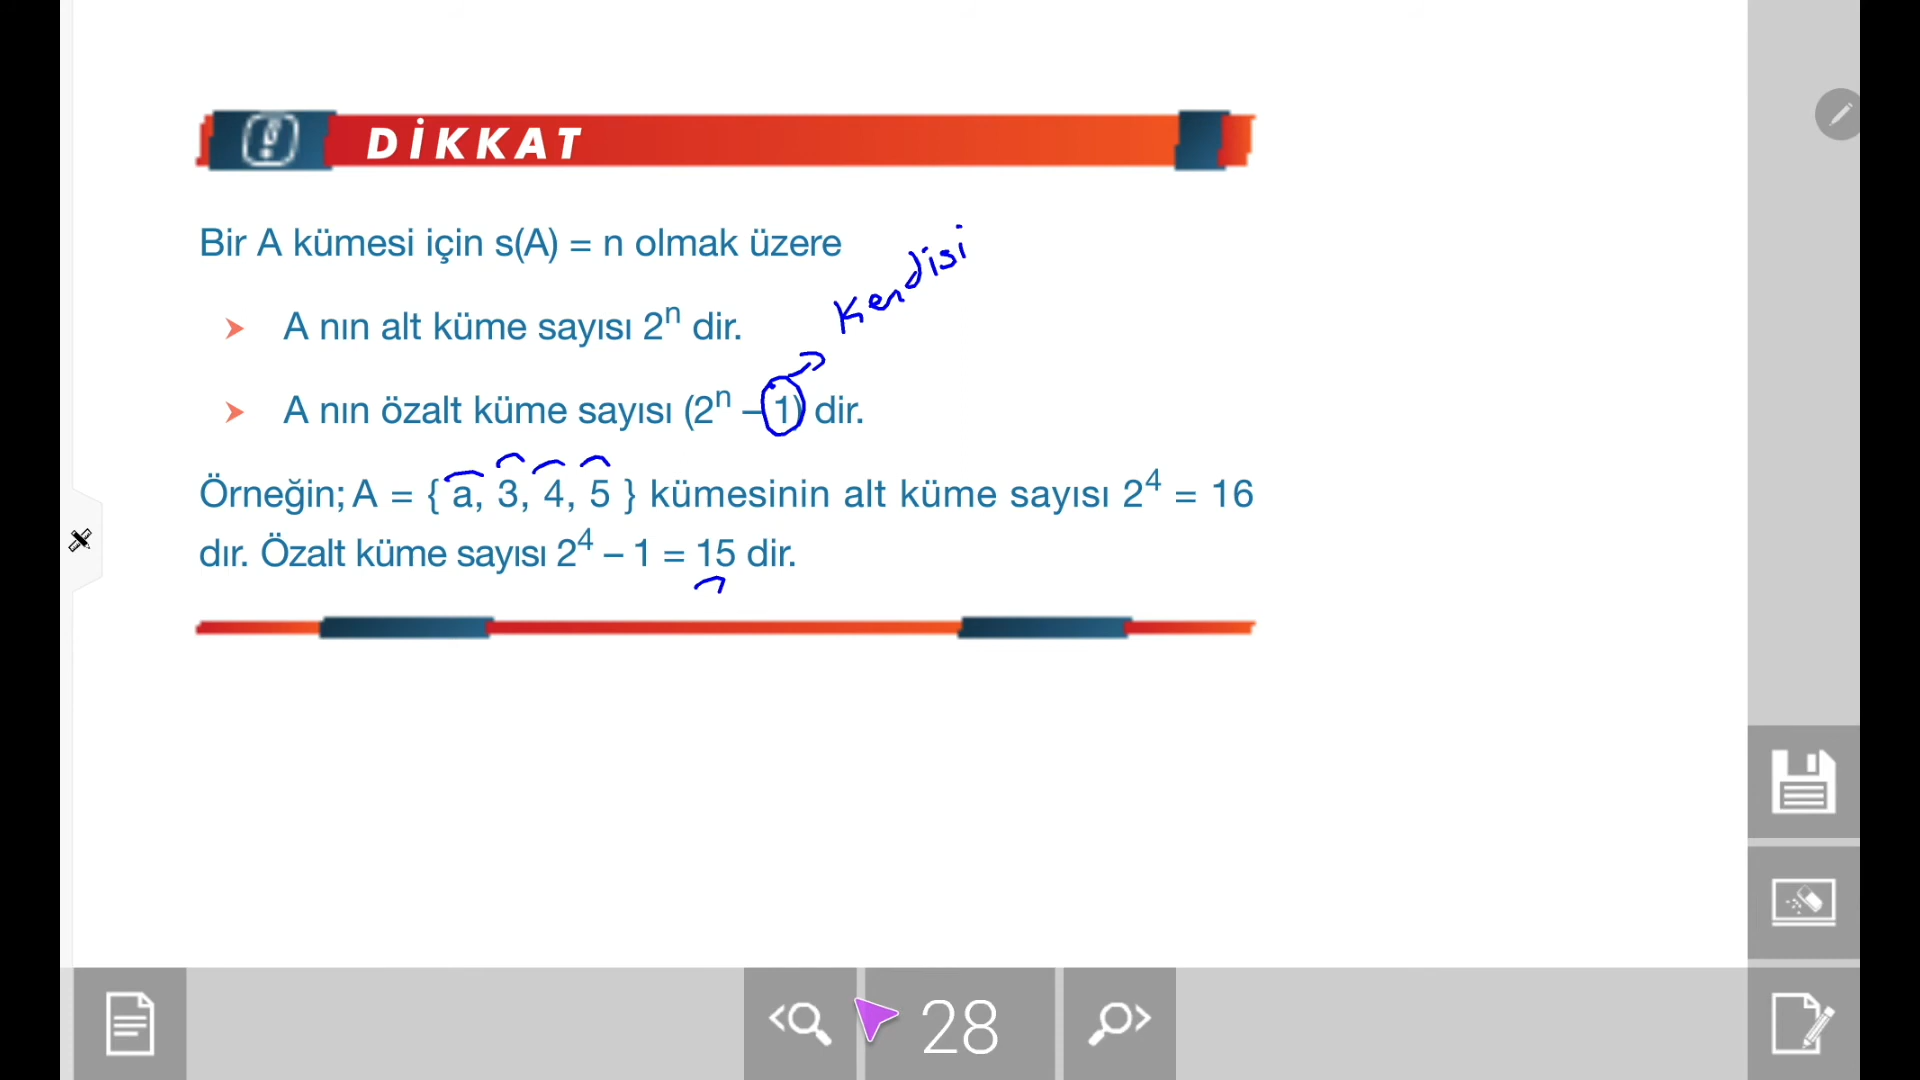 DİKKAT
Bir A kümesi için s(A) = n olmak üzere
Kendisi
➤ A nın alt küme sayısı 2ⁿ dir.
➤ A nın özalt küme sayısı (2ⁿ – 1) dir.
Örneğin; A = { a, 3, 4, 5 } kümesinin alt küme sayısı 2⁴ = 16
dır. Özalt küme sayısı 2⁴ – 1 = 15 dir.
28